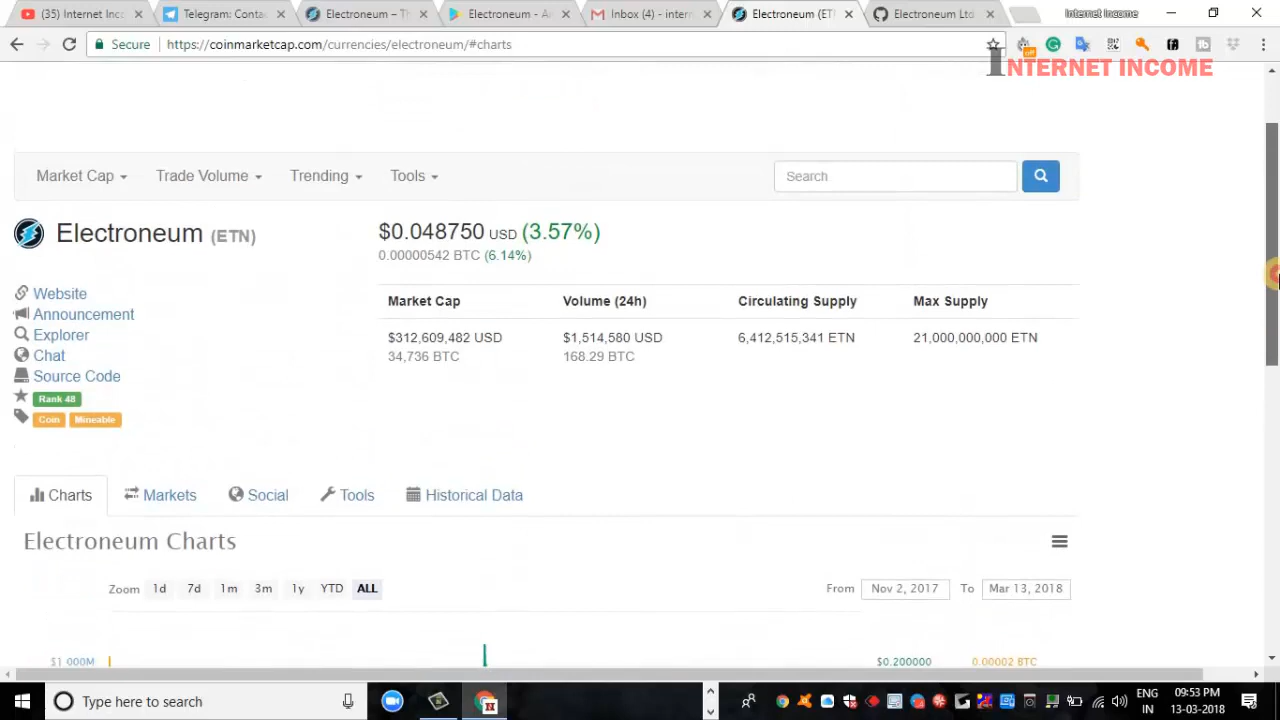 (35) Internet Inco
Telegram: Conta
Electroneum – Th
Electroneum - A
Inbox (4) - intern
Electroneum (ET
Electroneum Ltd
Internet Income
Secure
https://coinmarketcap.com/currencies/electroneum/#charts
off
INTERNET INCOME
Market Cap
Trade Volume
Trending
Tools
Search
Electroneum (ETN)
$0.048750 USD (3.57%)
0.00000542 BTC (6.14%)
Website
Announcement
Explorer
Chat
Source Code
Rank 48
Coin
Mineable
Market Cap
Volume (24h)
Circulating Supply
Max Supply
$312,609,482 USD
$1,514,580 USD
6,412,515,341 ETN
21,000,000,000 ETN
34,736 BTC
168.29 BTC
Charts
Markets
Social
Tools
Historical Data
Electroneum Charts
Zoom 1d 7d 1m 3m 1y YTD ALL
From Nov 2, 2017 To Mar 13, 2018
$1 000M
$0.200000
0.00002 BTC
Type here to search
ENG
IN
09:53 PM
13-03-2018